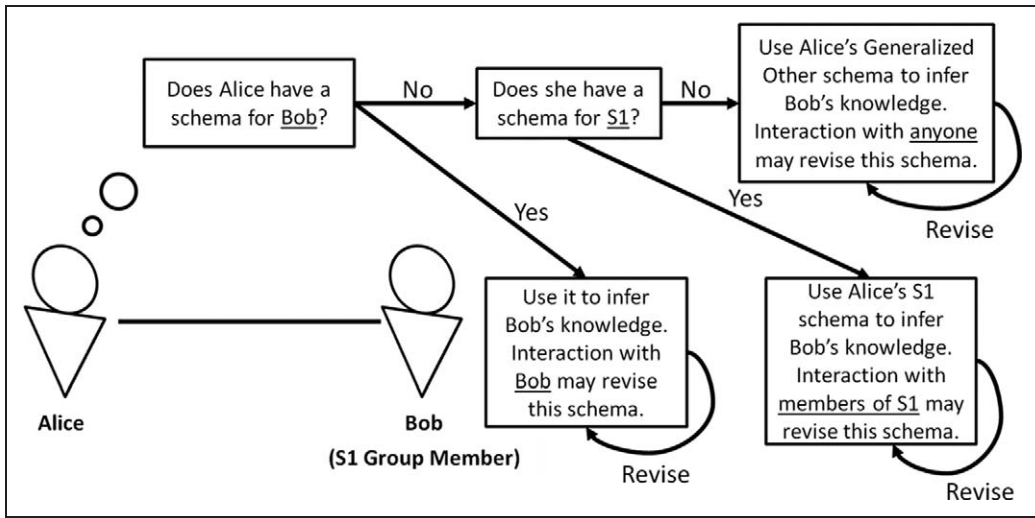 Does Alice have a
schema for Bob?
No
Does she have a
schema for S1?
No
Use Alice’s Generalized
Other schema to infer
Bob’s knowledge.
Interaction with anyone
may revise this schema.
Revise
Yes
Yes
Use it to infer
Bob’s knowledge.
Interaction with
Bob may revise
this schema.
Revise
Use Alice’s S1
schema to infer
Bob’s knowledge.
Interaction with
members of S1 may
revise this schema.
Revise
Alice
Bob
(S1 Group Member)